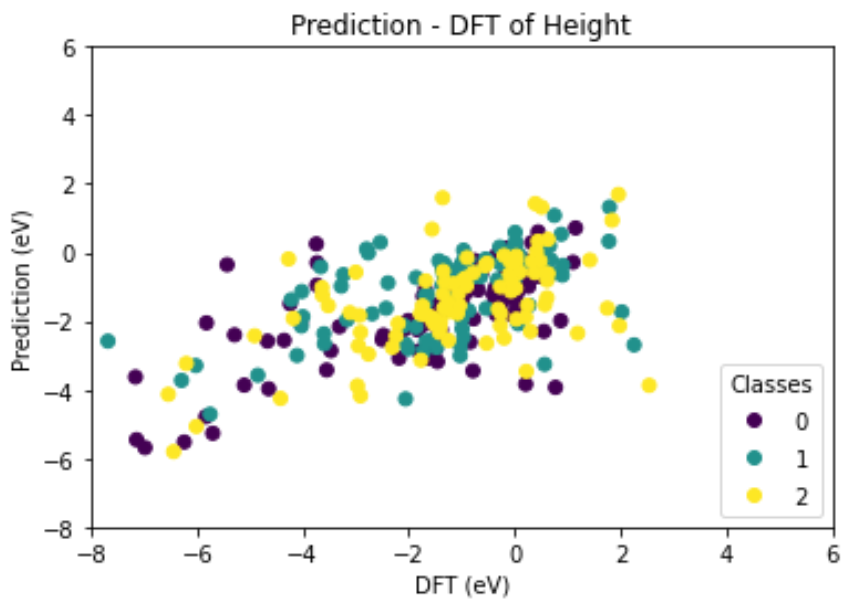 Prediction - DFT of Height
6
4
2
0
−2
−4
−6
−8
Prediction (eV)
−8 −6 −4 −2 0 2 4 6
DFT (eV)
Classes
0
1
2